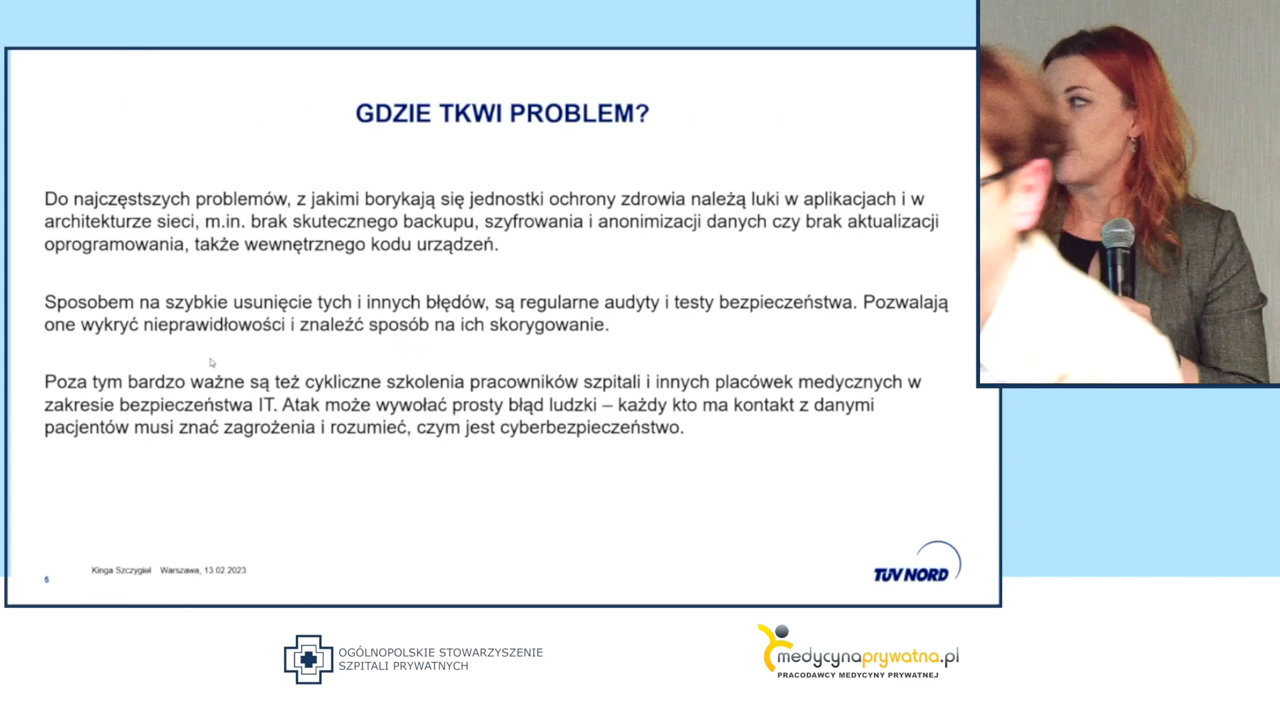 GDZIE TKWI PROBLEM?
Do najczęstszych problemów, z jakimi borykają się jednostki ochrony zdrowia należą luki w aplikacjach i w
architekturze sieci, m.in. brak skutecznego backupu, szyfrowania i anonimizacji danych czy brak aktualizacji
oprogramowania, także wewnętrznego kodu urządzeń.
Sposobem na szybkie usunięcie tych i innych błędów, są regularne audyty i testy bezpieczeństwa. Pozwalają
one wykryć nieprawidłowości i znaleźć sposób na ich skorygowanie.
Poza tym bardzo ważne są też cykliczne szkolenia pracowników szpitali i innych placówek medycznych w
zakresie bezpieczeństwa IT. Atak może wywołać prosty błąd ludzki – każdy kto ma kontakt z danymi
pacjentów musi znać zagrożenia i rozumieć, czym jest cyberbezpieczeństwo.
5
Kinga Szczygieł Warszawa, 13 02 2023
TUV NORD
OGÓLNOPOLSKIE STOWARZYSZENIE
SZPITALI PRYWATNYCH
medycynaprywatna.pl
PRACODAWCY MEDYCYNY PRYWATNEJ